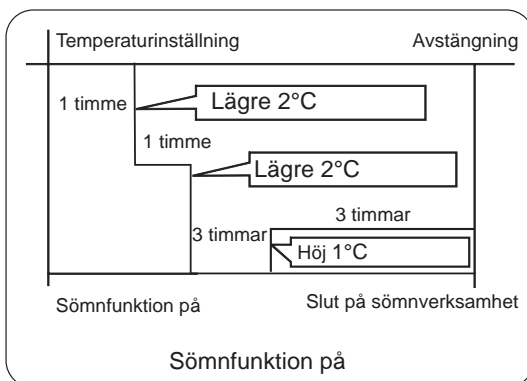 Temperaturinställning Avstängning
1 timme Lägre 2°C
1 timme
Lägre 2°C
3 timmar
3 timmar
Höj 1°C
Sömnfunktion på Slut på sömnverksamhet
Sömnfunktion på